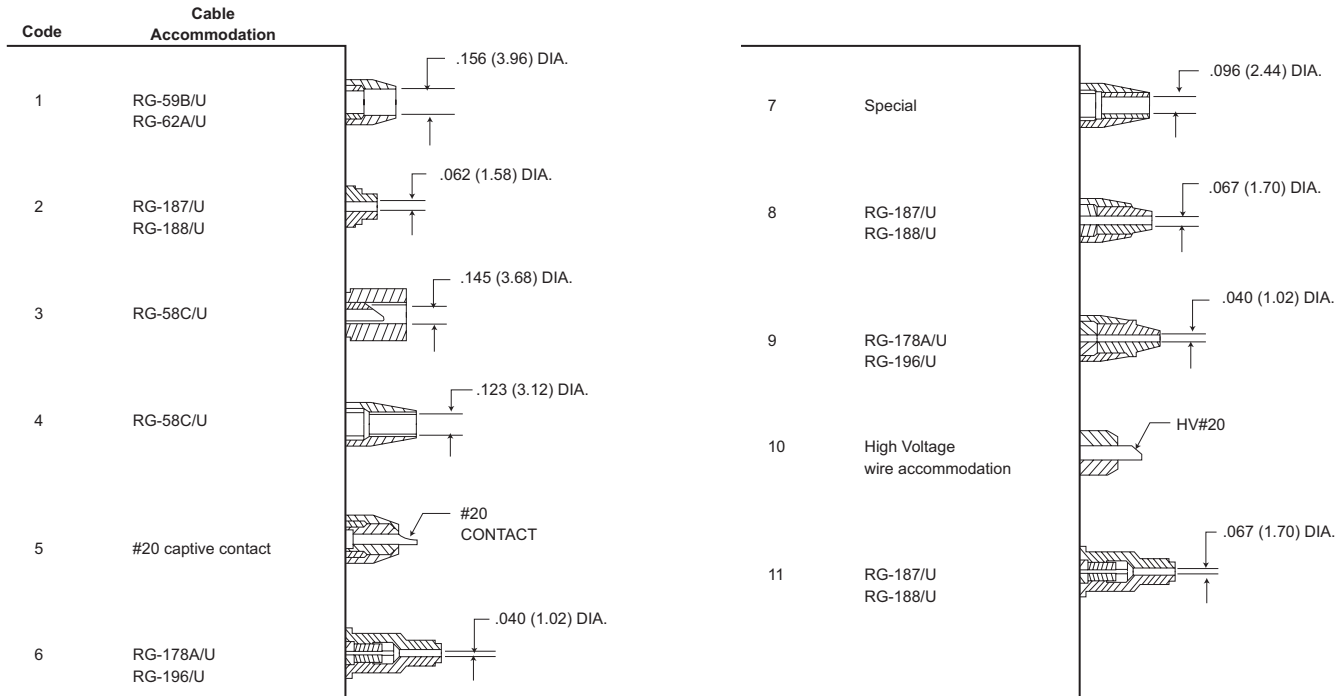 Code
Cable
Accommodation
1
RG-59B/U
RG-62A/U
.156 (3.96) DIA.
2
RG-187/U
RG-188/U
.062 (1.58) DIA.
3
RG-58C/U
.145 (3.68) DIA.
4
RG-58C/U
.123 (3.12) DIA.
5
#20 captive contact
#20
CONTACT
6
RG-178A/U
RG-196/U
.040 (1.02) DIA.
7
Special
.096 (2.44) DIA.
8
RG-187/U
RG-188/U
.067 (1.70) DIA.
9
RG-178A/U
RG-196/U
.040 (1.02) DIA.
10
High Voltage
wire accommodation
HV#20
11
RG-187/U
RG-188/U
.067 (1.70) DIA.